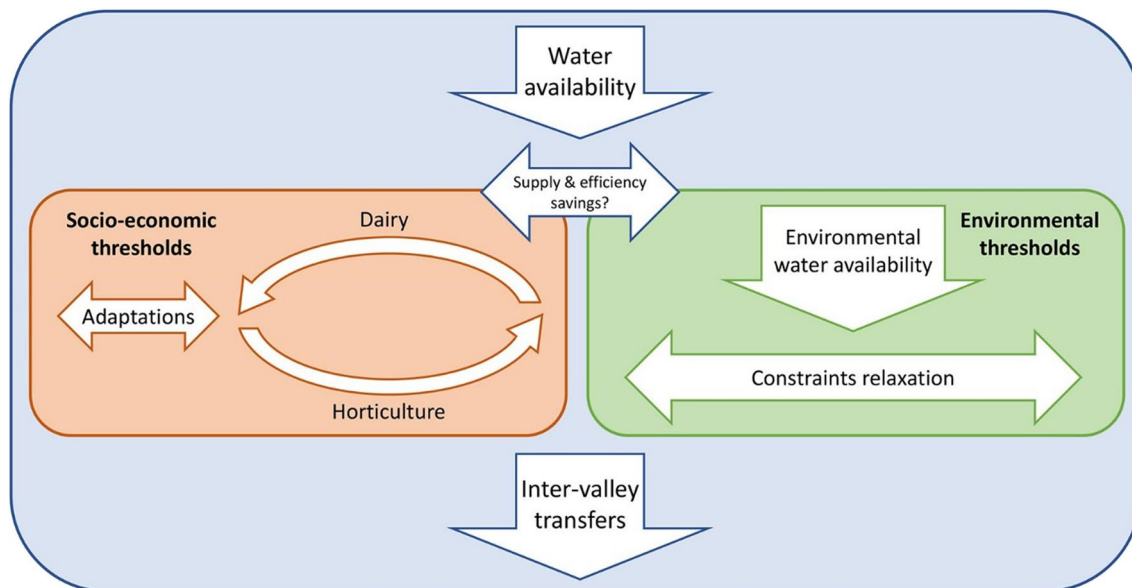 Water
availability
Supply & efficiency
savings?
Socio-economic
thresholds
Dairy
Adaptations
Horticulture
Environmental
water availability
Environmental
thresholds
Constraints relaxation
Inter-valley
transfers